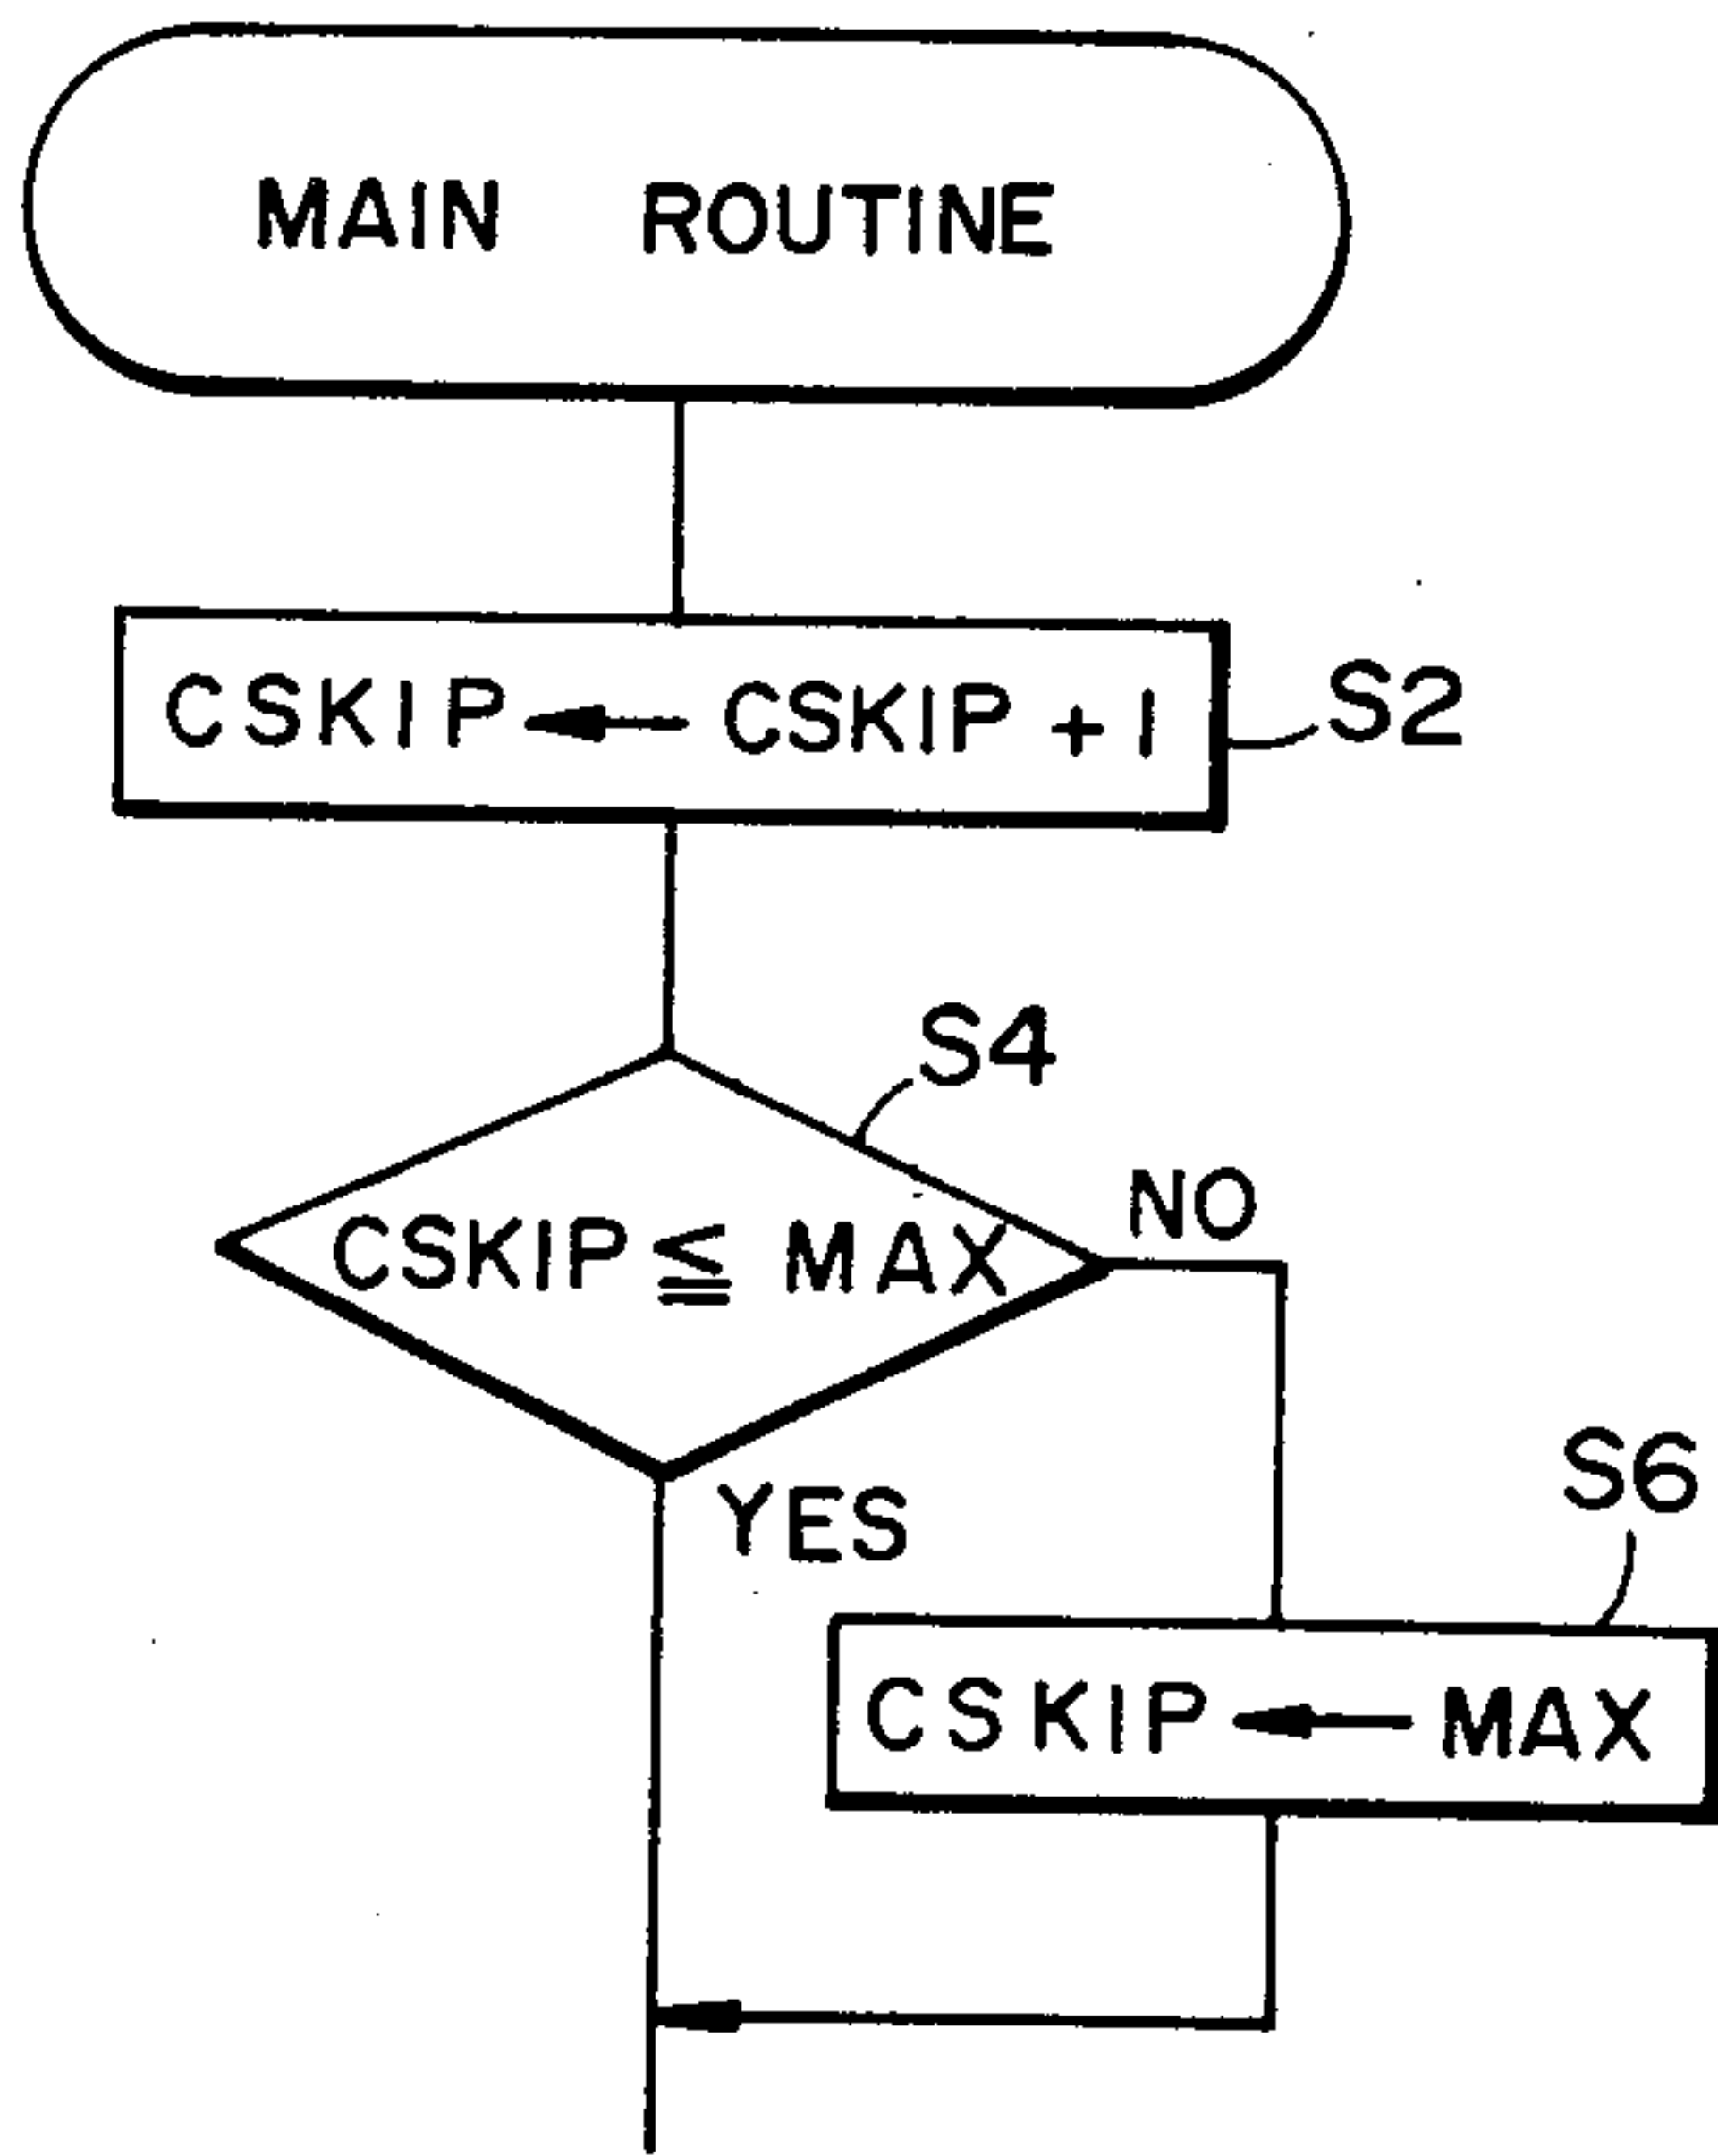 MAIN ROUTINE
CSKIP ← CSKIP + 1
S2
S4
CSKIP ≦ MAX
NO
YES
S6
CSKIP ← MAX